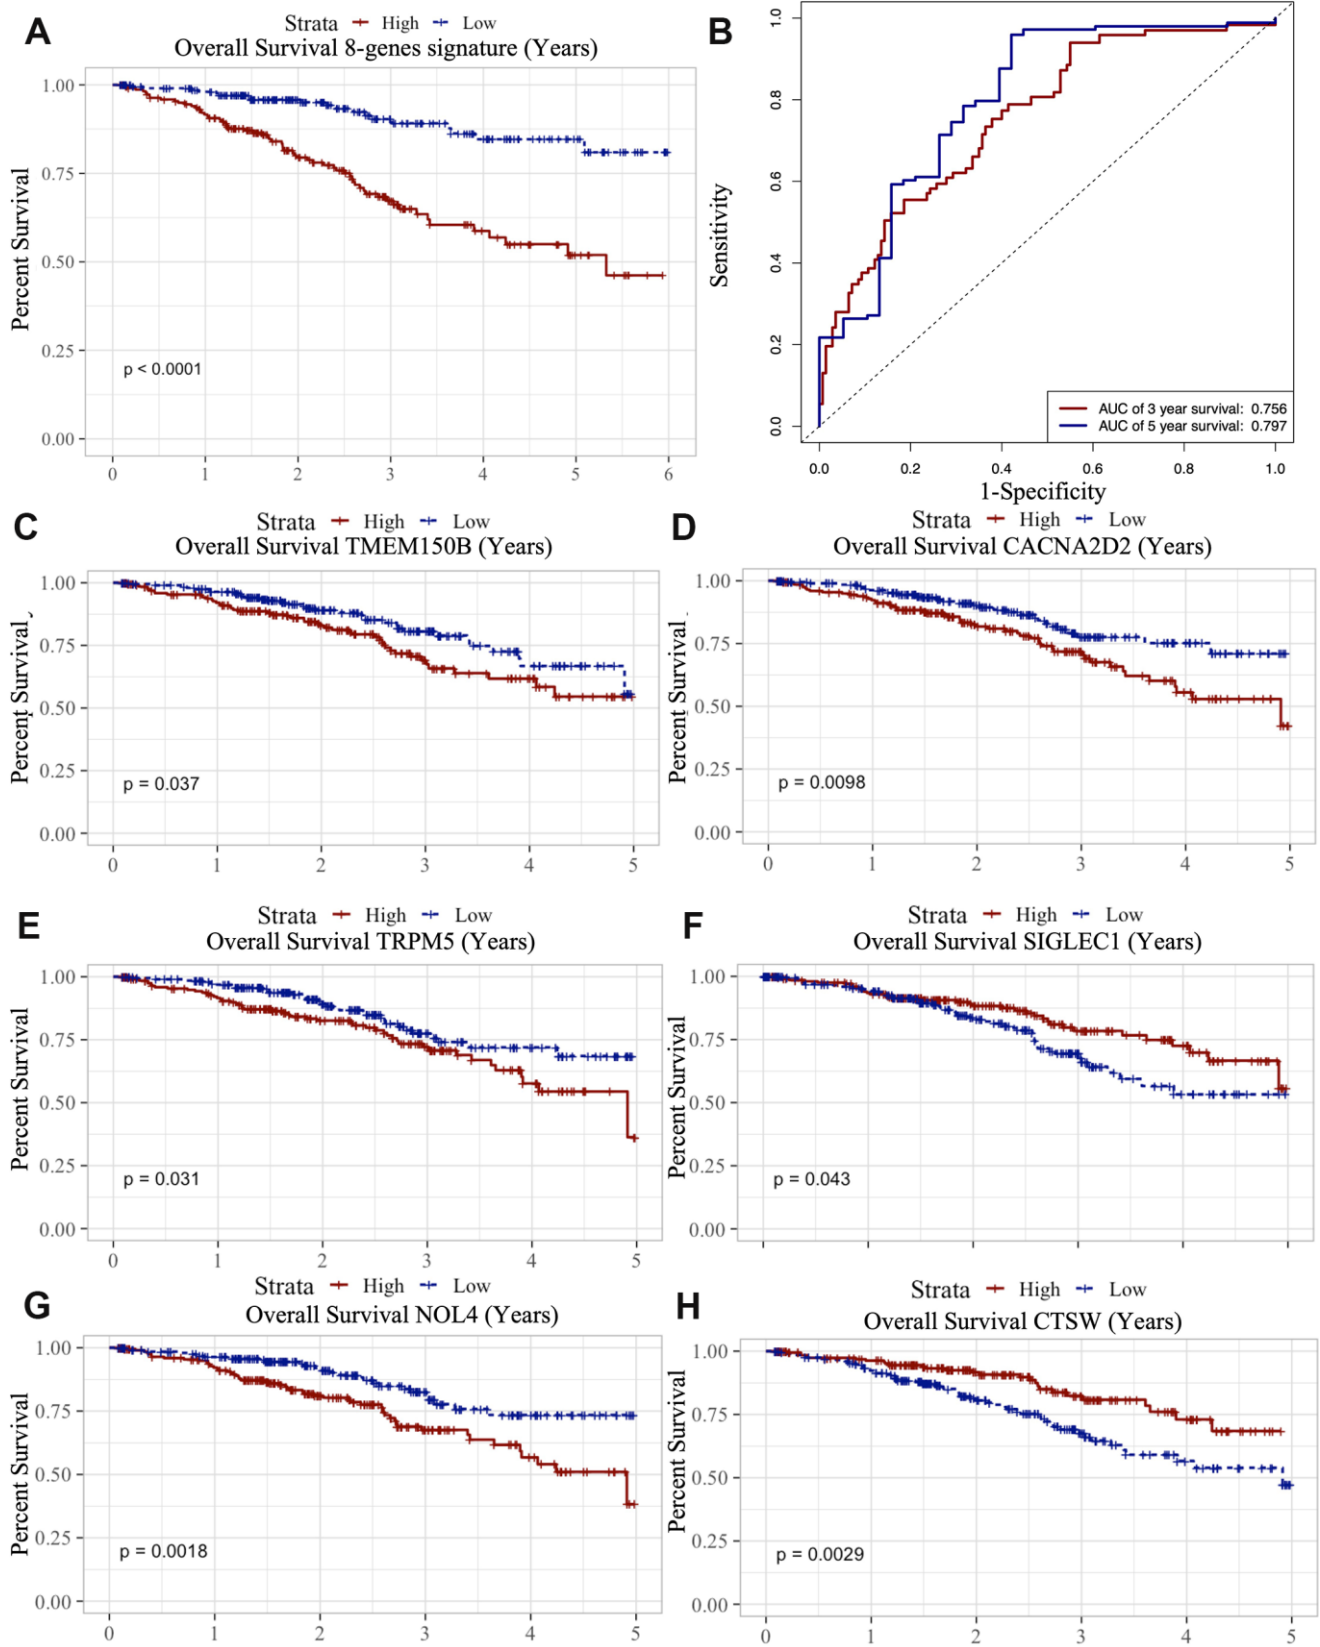 A
Strata High Low
Overall Survival 8-genes signature (Years)
Percent Survival
1.00
0.75
0.50
0.25
0.00
p < 0.0001
0 1 2 3 4 5 6
B
Sensitivity
1.0
0.8
0.6
0.4
0.2
0.0
AUC of 3 year survival: 0.756
AUC of 5 year survival: 0.797
0.0 0.2 0.4 0.6 0.8 1.0
1-Specificity
C
Strata High Low
Overall Survival TMEM150B (Years)
Percent Survival
1.00
0.75
0.50
0.25
0.00
p = 0.037
0 1 2 3 4 5
D
Strata High Low
Overall Survival CACNA2D2 (Years)
Percent Survival
1.00
0.75
0.50
0.25
0.00
p = 0.0098
0 1 2 3 4 5
E
Strata High Low
Overall Survival TRPM5 (Years)
Percent Survival
1.00
0.75
0.50
0.25
0.00
p = 0.031
0 1 2 3 4 5
F
Strata High Low
Overall Survival SIGLEC1 (Years)
Percent Survival
1.00
0.75
0.50
0.25
0.00
p = 0.043
G
Strata High Low
Overall Survival NOL4 (Years)
Percent Survival
1.00
0.75
0.50
0.25
0.00
p = 0.0018
0 1 2 3 4 5
H
Strata High Low
Overall Survival CTSW (Years)
Percent Survival
1.00
0.75
0.50
0.25
0.00
p = 0.0029
0 1 2 3 4 5